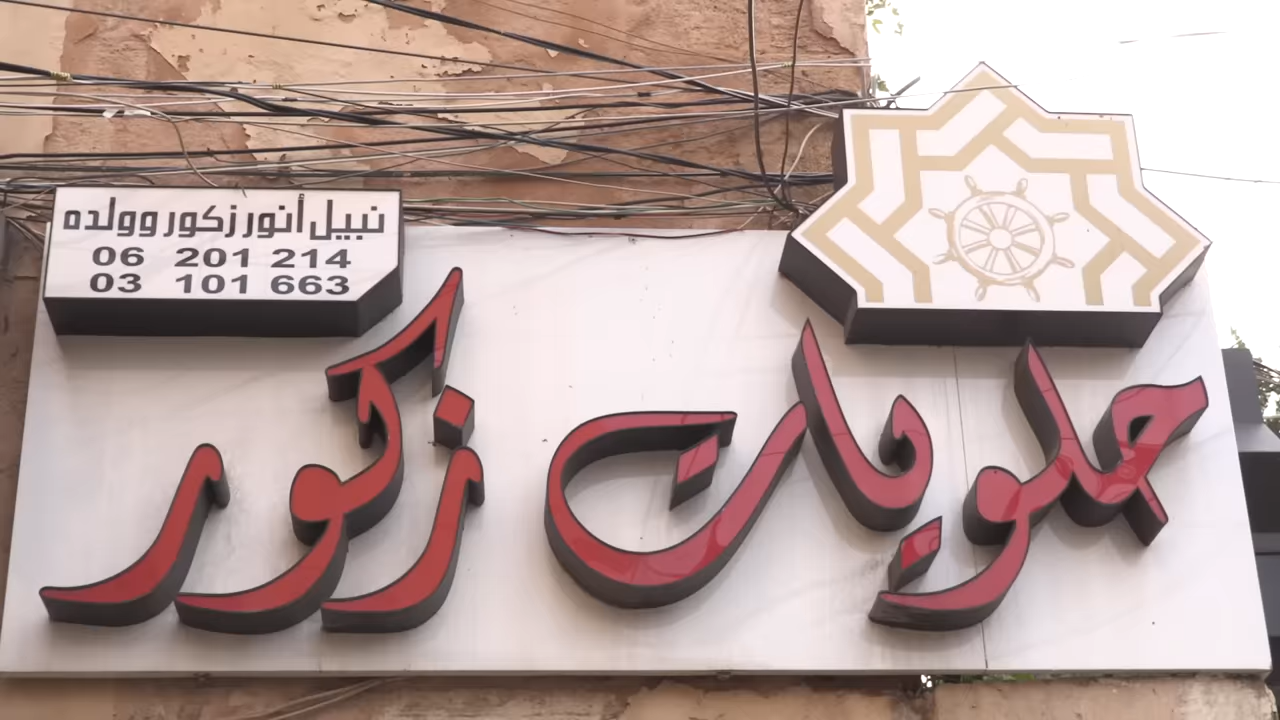 نبيل أنور زكور وولده
06 201 214
03 101 663
حلويات زكور